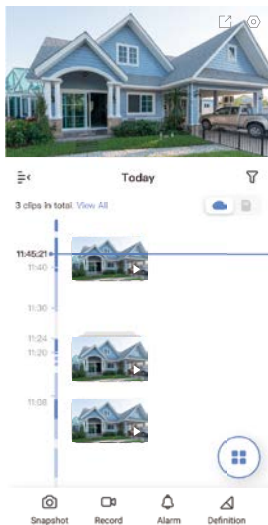 Today
3 clips in total. View All
11:45:21
11:40
11:30
11:24
11:20
11:08
Snapshot Record Alarm Definition